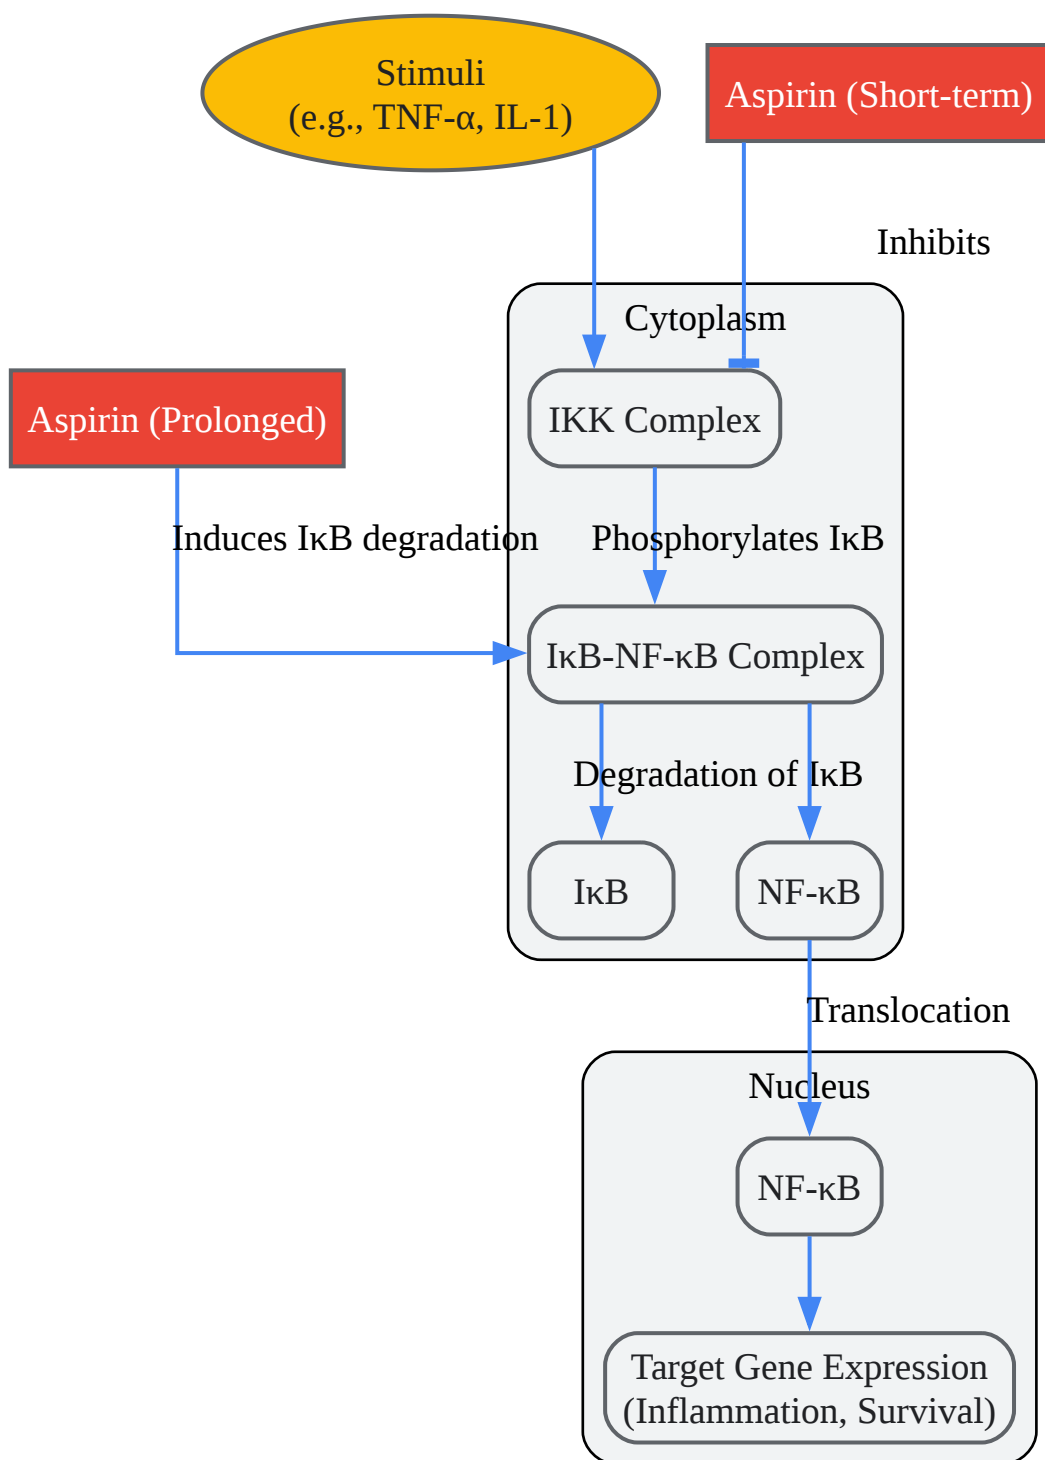 Stimuli
(e.g., TNF-α, IL-1)
Aspirin (Short-term)
Inhibits
Cytoplasm
Aspirin (Prolonged)
IKK Complex
Induces IκB degradation
Phosphorylates IκB
IκB-NF-κB Complex
Degradation of IκB
IκB
NF-κB
Translocation
Nucleus
NF-κB
Target Gene Expression
(Inflammation, Survival)